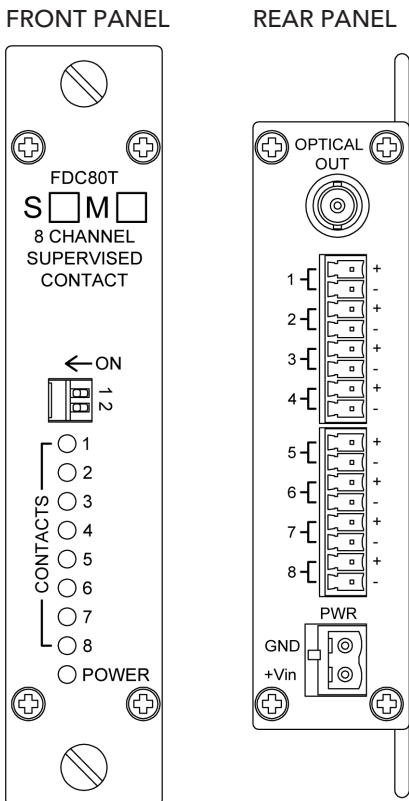 FRONT PANEL
FDC80T
S M
8 CHANNEL
SUPERVISED
CONTACT
ON
1
2
CONTACTS
1
2
3
4
5
6
7
8
POWER
REAR PANEL
OPTICAL
OUT
1 + -
2 + -
3 + -
4 + -
5 + -
6 + -
7 + -
8 + -
PWR
GND
+Vin